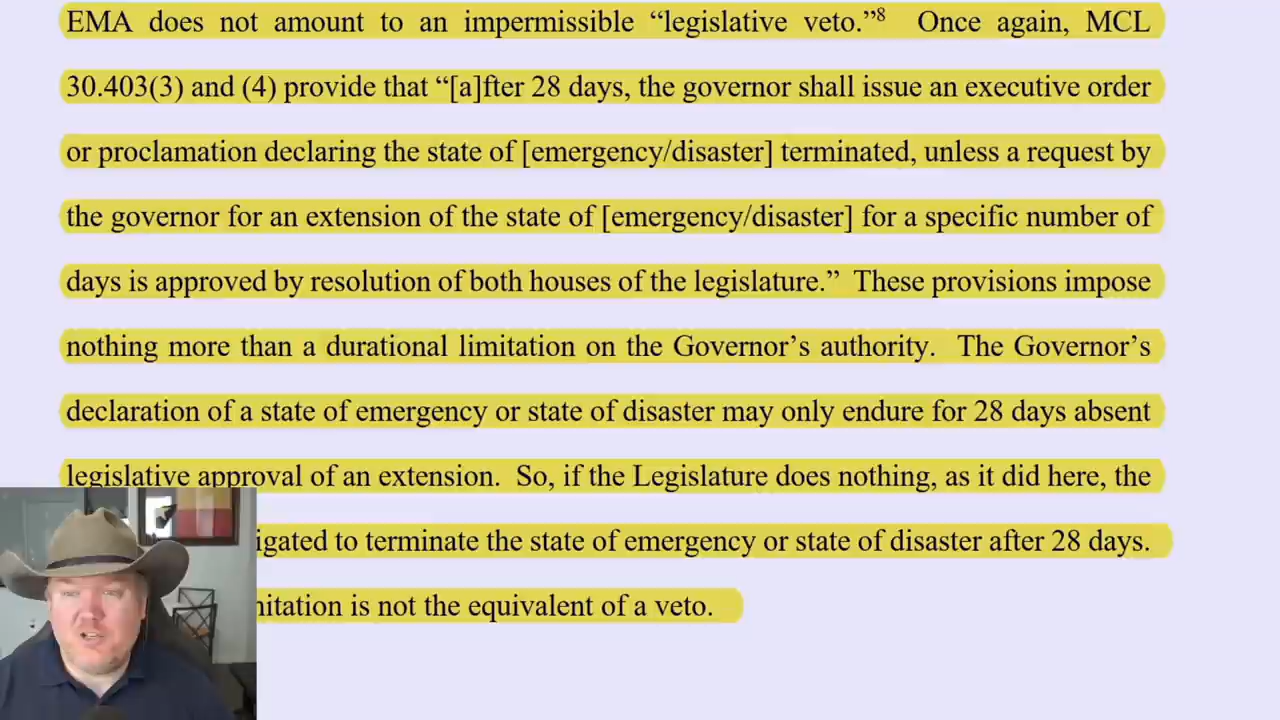 EMA does not amount to an impermissible “legislative veto.”8 Once again, MCL
30.403(3) and (4) provide that “[a]fter 28 days, the governor shall issue an executive order
or proclamation declaring the state of [emergency/disaster] terminated, unless a request by
the governor for an extension of the state of [emergency/disaster] for a specific number of
days is approved by resolution of both houses of the legislature.” These provisions impose
nothing more than a durational limitation on the Governor’s authority. The Governor’s
declaration of a state of emergency or state of disaster may only endure for 28 days absent
legislative approval of an extension. So, if the Legislature does nothing, as it did here, the
igated to terminate the state of emergency or state of disaster after 28 days.
nitation is not the equivalent of a veto.